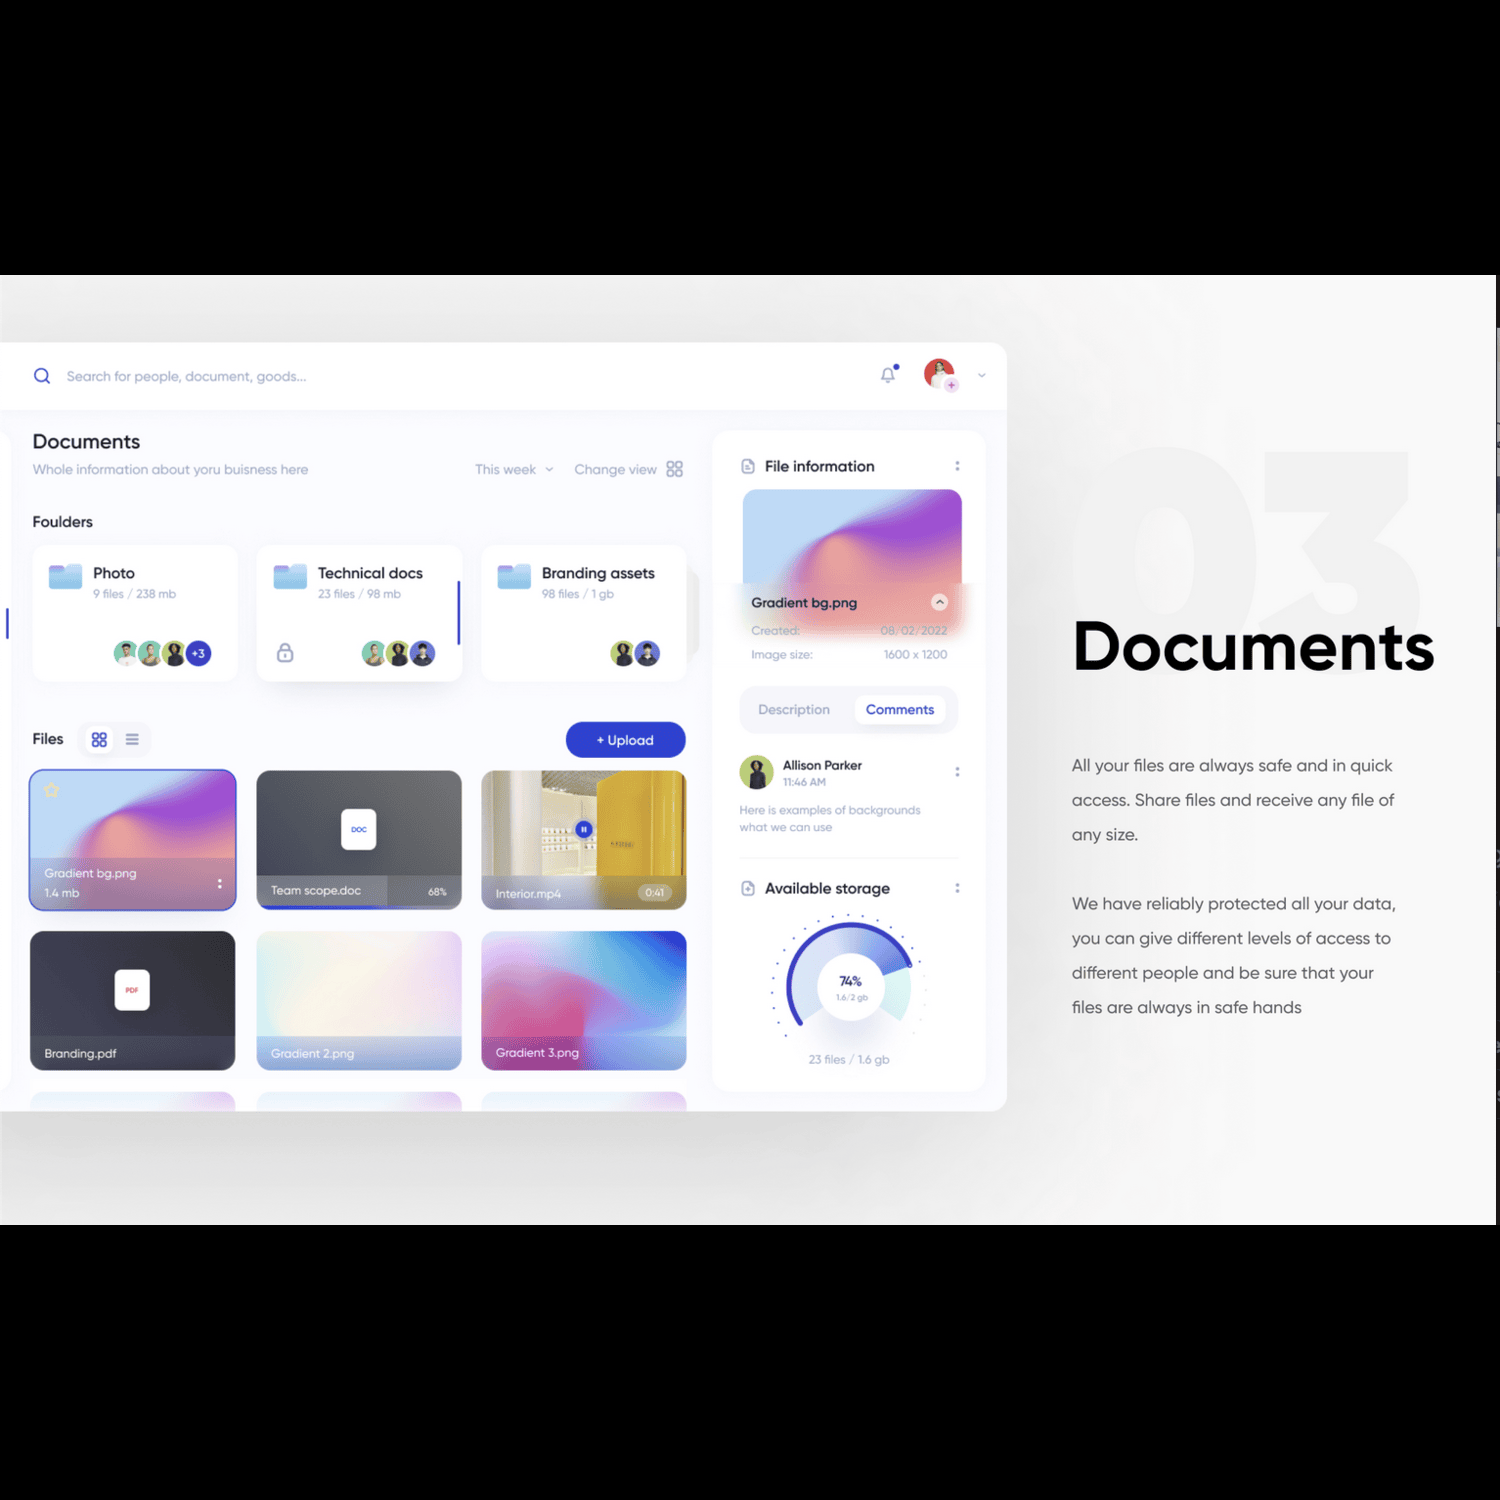 Search for people, document, goods...
Documents
Whole information about yoru buisness here
This week
Change view
Foulders
Photo
9 files / 238 mb
+3
Technical docs
23 files / 98 mb
Branding assets
98 files / 1 gb
Files
+ Upload
Gradient bg.png
1.4 mb
DOC
Team scope.doc
68%
Interior.mp4
0:41
PDF
Branding.pdf
Gradient 2.png
Gradient 3.png
File information
Gradient bg.png
Created: 08/02/2022
Image size: 1600 x 1200
Description
Comments
Allison Parker
11:46 AM
Here is examples of backgrounds
what we can use
Available storage
74%
1.6/2 gb
23 files / 1.6 gb
03
Documents
All your files are always safe and in quick
access. Share files and receive any file of
any size.
We have reliably protected all your data,
you can give different levels of access to
different people and be sure that your
files are always in safe hands